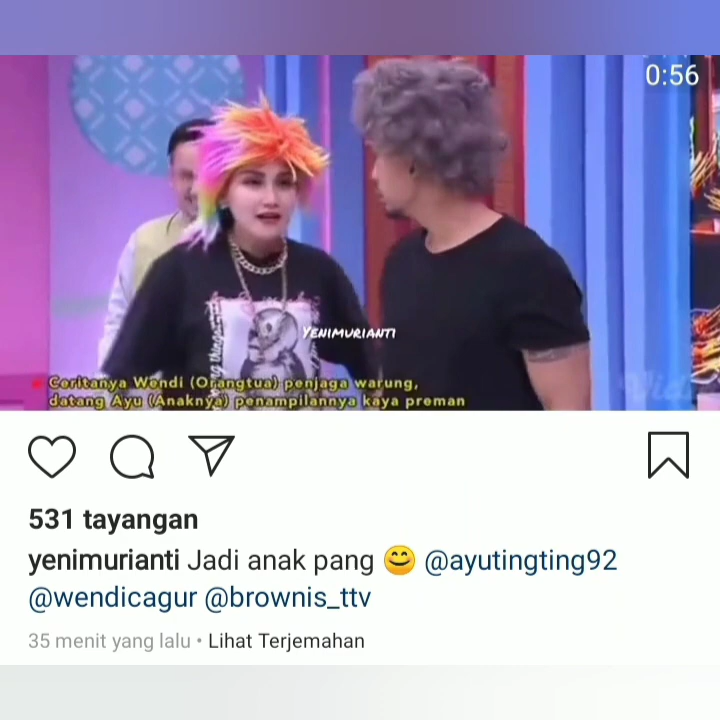 0:56
YENIMURIANTI
Ceritanya Wendi (Orangtua) penjaga warung,
datang Ayu (Anaknya) penampilannya kaya preman
531 tayangan
yenimurianti Jadi anak pang 😊 @ayutingting92
@wendicagur @brownis_ttv
35 menit yang lalu • Lihat Terjemahan